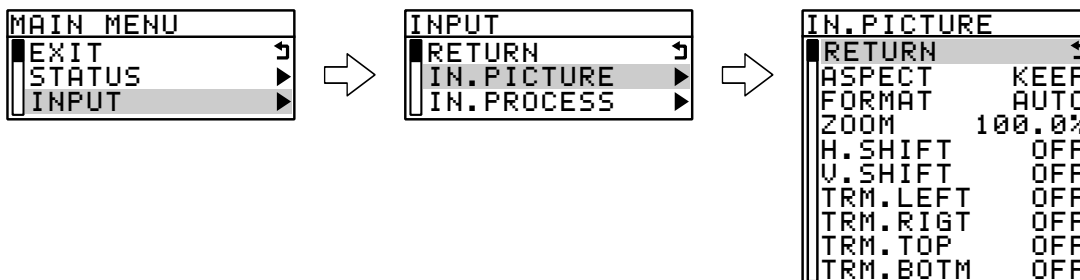 MAIN MENU
EXIT
STATUS
INPUT
INPUT
RETURN
IN.PICTURE
IN.PROCESS
IN.PICTURE
RETURN
ASPECT KEEP
FORMAT AUTO
ZOOM 100.0%
H.SHIFT OFF
V.SHIFT OFF
TRM.LEFT OFF
TRM.RIGT OFF
TRM.TOP OFF
TRM.BOTM OFF